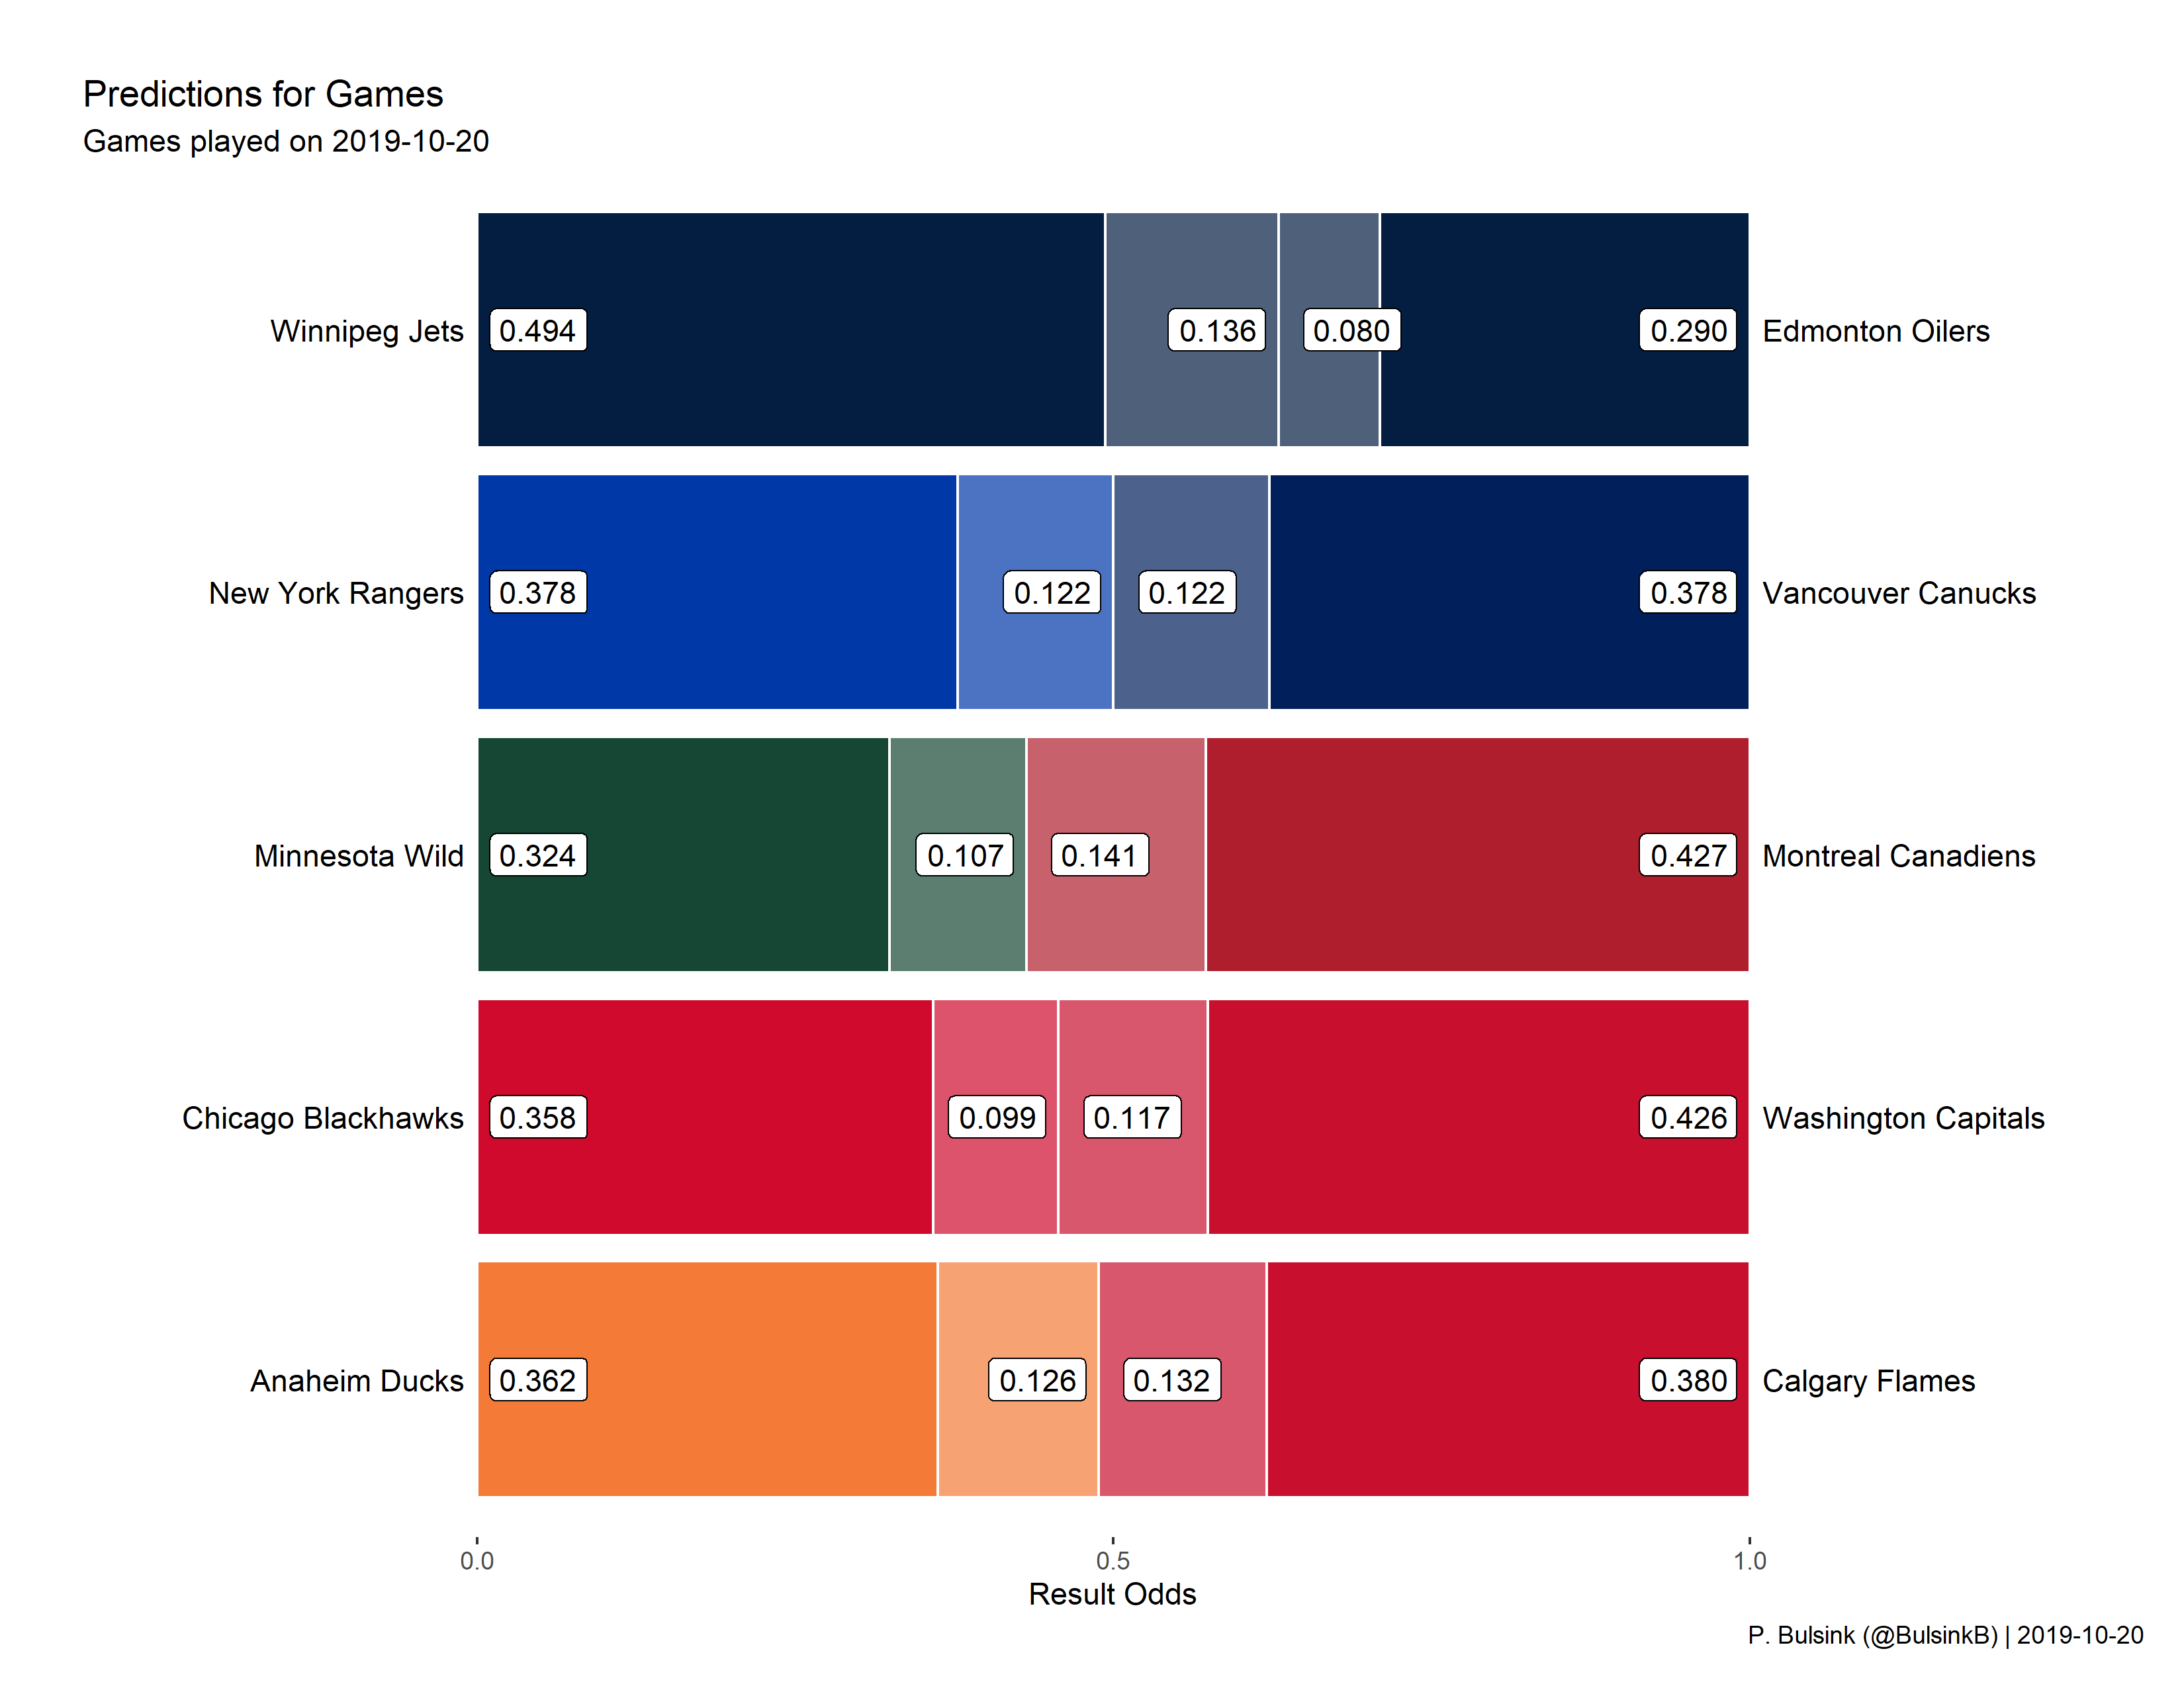 Predictions for Games
Games played on 2019-10-20
Winnipeg Jets 0.494 0.136 0.080 0.290 Edmonton Oilers
New York Rangers 0.378 0.122 0.122 0.378 Vancouver Canucks
Minnesota Wild 0.324 0.107 0.141 0.427 Montreal Canadiens
Chicago Blackhawks 0.358 0.099 0.117 0.426 Washington Capitals
Anaheim Ducks 0.362 0.126 0.132 0.380 Calgary Flames
0.0 0.5 1.0
Result Odds
P. Bulsink (@BulsinkB) | 2019-10-20